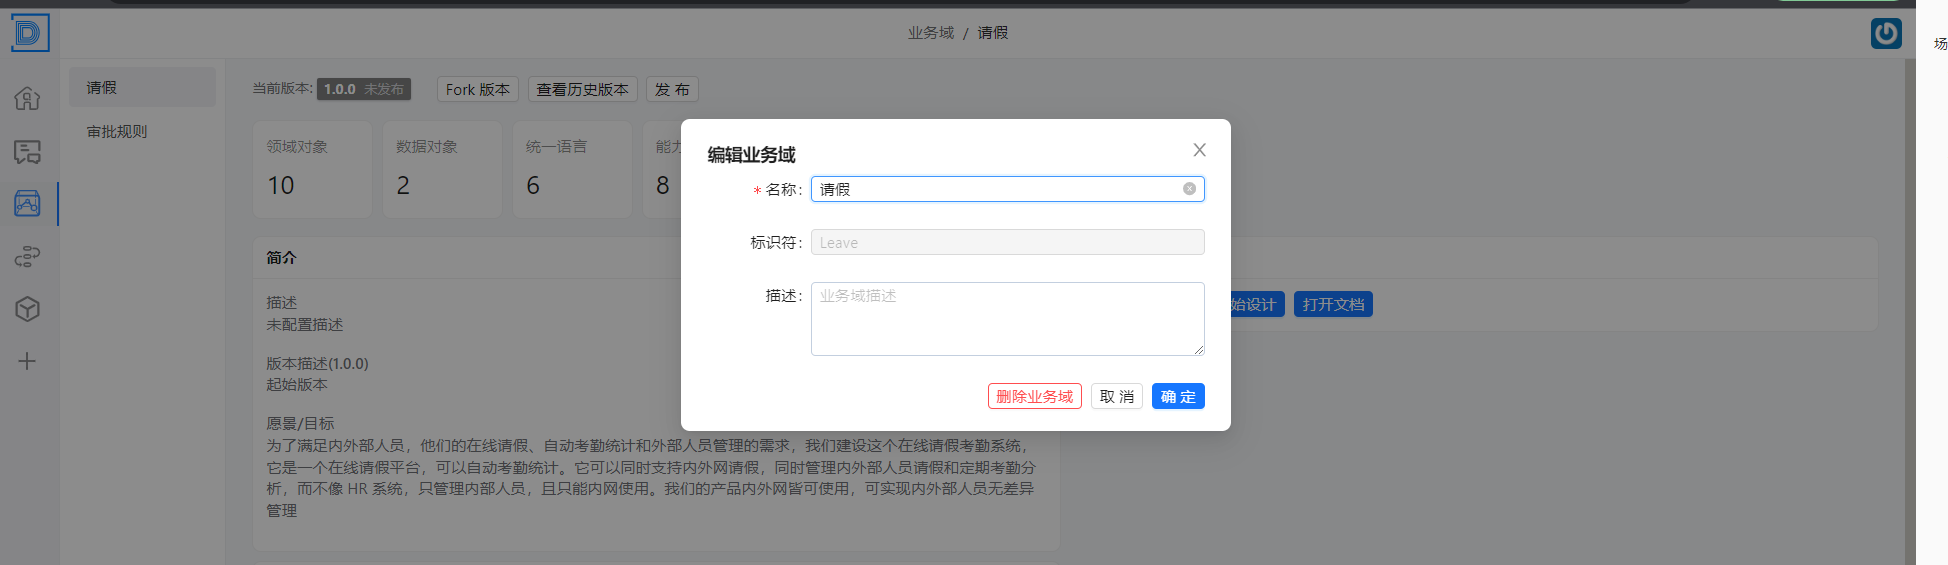 业务域 / 请假
场
请假
审批规则
当前版本: 1.0.0 未发布 Fork 版本 查看历史版本 发 布
领域对象 数据对象 统一语言 能力
10 2 6 8
编辑业务域
* 名称: 请假
标识符: Leave
描述: 业务域描述
删除业务域 取 消 确 定
简介
描述
未配置描述
始设计 打开文档
版本描述(1.0.0)
起始版本
愿景/目标
为了满足内外部人员，他们的在线请假、自动考勤统计和外部人员管理的需求，我们建设这个在线请假考勤系统，
它是一个在线请假平台，可以自动考勤统计。它可以同时支持内外网请假，同时管理内外部人员请假和定期考勤分
析，而不像 HR 系统，只管理内部人员，且只能内网使用。我们的产品内外网皆可使用，可实现内外部人员无差异
管理